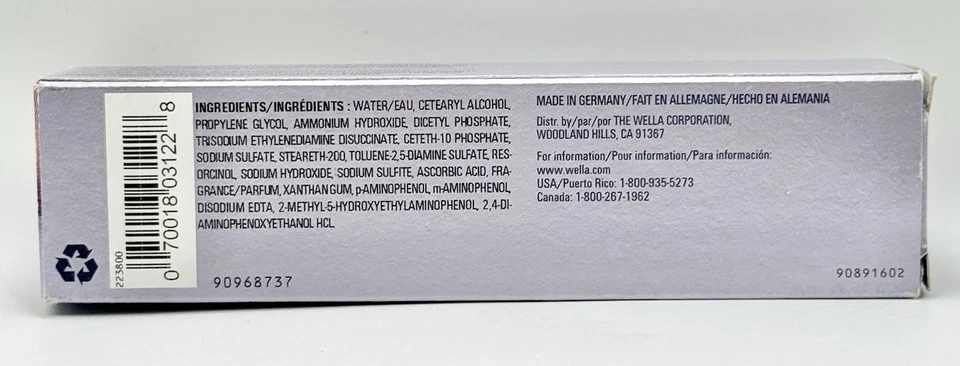 INGREDIENTS/INGRÉDIENTS : WATER/EAU, CETEARYL ALCOHOL,
PROPYLENE GLYCOL, AMMONIUM HYDROXIDE, DICETYL PHOSPHATE,
TRISODIUM ETHYLENEDIAMINE DISUCCINATE, CETETH-10 PHOSPHATE,
SODIUM SULFATE, STEARETH-200, TOLUENE-2,5-DIAMINE SULFATE, RES-
ORCINOL, SODIUM HYDROXIDE, SODIUM SULFITE, ASCORBIC ACID, FRA-
GRANCE/PARFUM, XANTHAN GUM, p-AMINOPHENOL, m-AMINOPHENOL,
DISODIUM EDTA, 2-METHYL-5-HYDROXYETHYLAMINOPHENOL, 2,4-DI-
AMINOPHENOXYETHANOL HCL.
90968737
MADE IN GERMANY/FAIT EN ALLEMAGNE/HECHO EN ALEMANIA
Distr. by/par/por THE WELLA CORPORATION,
WOODLAND HILLS, CA 91367
For information/Pour information/Para información:
www.wella.com
USA/Puerto Rico: 1-800-935-5273
Canada: 1-800-267-1962
90891602
0 70018 03122 8
223800